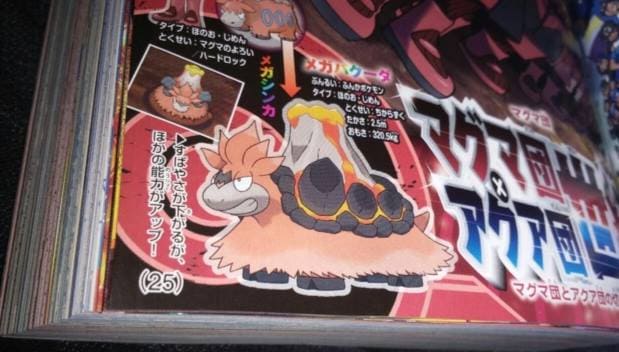 タイプ：ほのお・じめん
とくせい：マグマのよろい
／ハードロック
メガシンカ
メガバクーダ
ぶんるい：ふんかポケモン
タイプ：ほのお・じめん
とくせい：ちからずく
たかさ：2.5m
おもさ：320.5kg
▶すばやさが下がるが、
ほかの能力がアップ！
(25)
マグマ団
マグマ団
×
アクア団
マグマ団とアクア団の